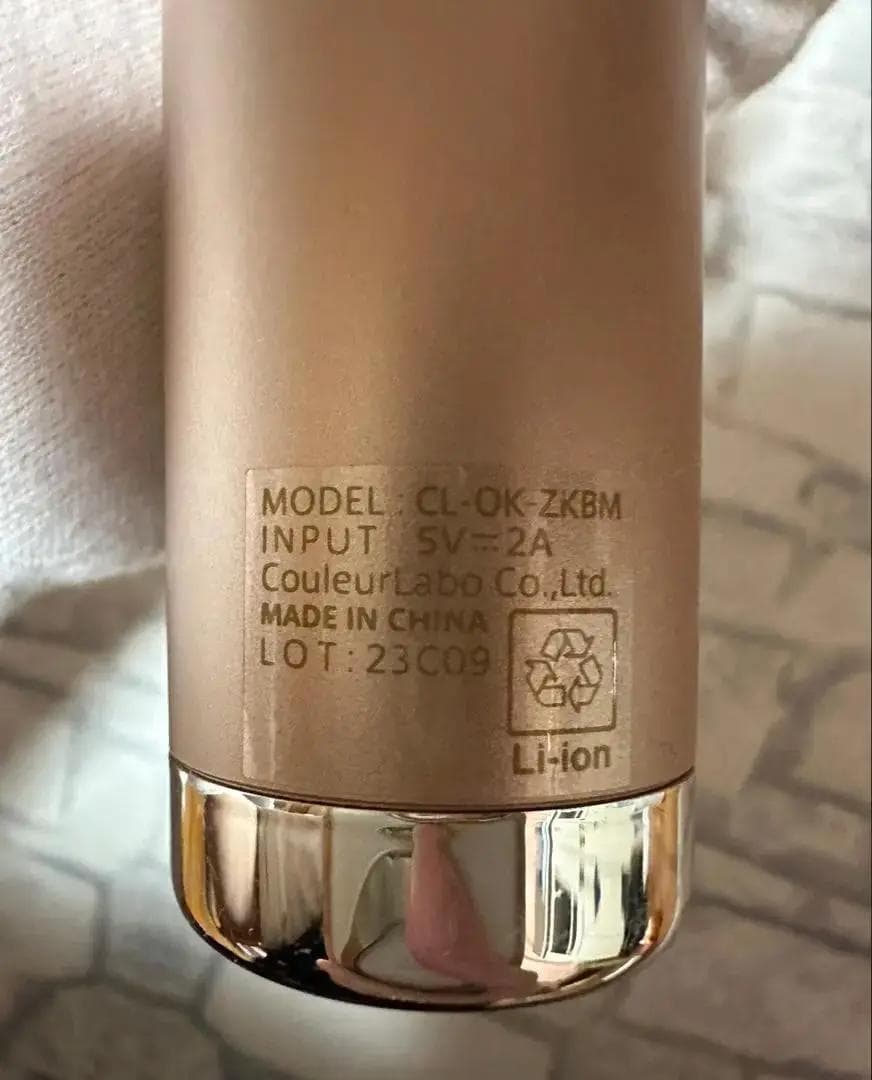 MODEL : CL-OK-ZKBM
INPUT 5V⎓2A
CouleurLabo Co.,Ltd.
MADE IN CHINA
LOT: 23C09
Li-ion